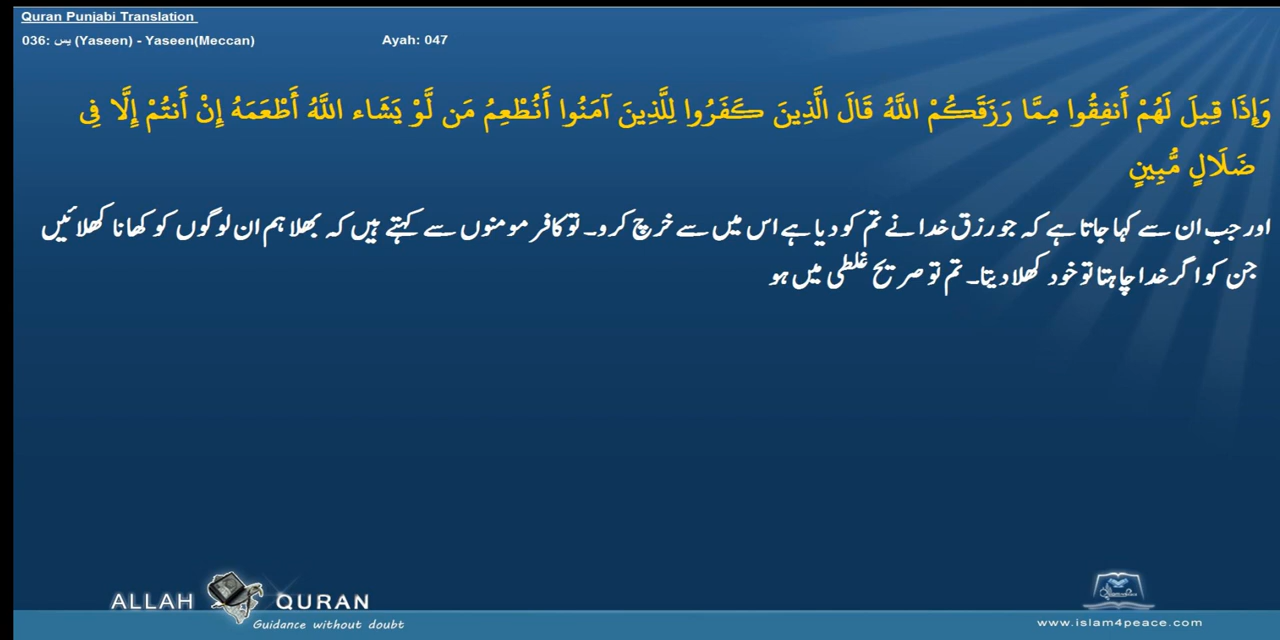 Quran Punjabi Translation
036: يس (Yaseen) - Yaseen(Meccan) Ayah: 047
وَإِذَا قِيلَ لَهُمْ أَنفِقُوا مِمَّا رَزَقَكُمْ اللَّهُ قَالَ الَّذِينَ كَفَرُوا لِلَّذِينَ آمَنُوا أَنُطْعِمُ مَن لَّوْ يَشَاء اللَّهُ أَطْعَمَهُ إِنْ أَنتُمْ إِلَّا فِي
ضَلَالٍ مُّبِينٍ
اور جب ان سے کہا جاتا ہے کہ جو رزق خدا نے تم کو دیا ہے اس میں سے خرچ کرو۔ تو کافر مومنوں سے کہتے ہیں کہ بھلا ہم ان لوگوں کو کھانا کھلائیں
جن کو اگر خدا چاہتا تو خود کھلا دیتا۔ تم تو صریح غلطی میں ہو
ALLAH QURAN
Guidance without doubt
www.islam4peace.com